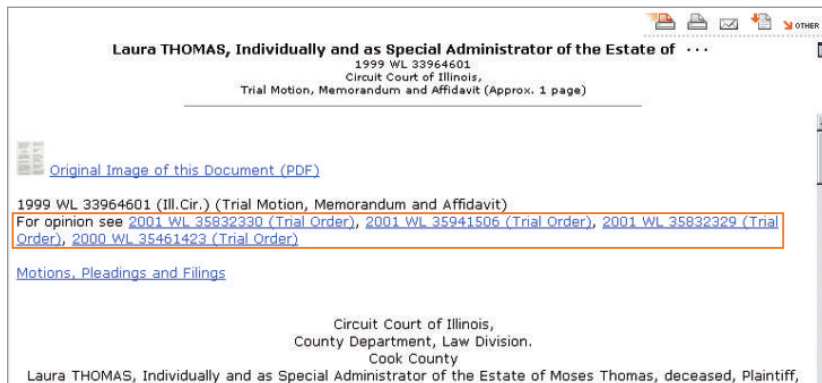 OTHER
Laura THOMAS, Individually and as Special Administrator of the Estate of ···
1999 WL 33964601
Circuit Court of Illinois,
Trial Motion, Memorandum and Affidavit (Approx. 1 page)
Original Image of this Document (PDF)
1999 WL 33964601 (Ill.Cir.) (Trial Motion, Memorandum and Affidavit)
For opinion see 2001 WL 35832330 (Trial Order), 2001 WL 35941506 (Trial Order), 2001 WL 35832329 (Trial
Order), 2000 WL 35461423 (Trial Order)
Motions, Pleadings and Filings
Circuit Court of Illinois,
County Department, Law Division.
Cook County
Laura THOMAS, Individually and as Special Administrator of the Estate of Moses Thomas, deceased, Plaintiff,